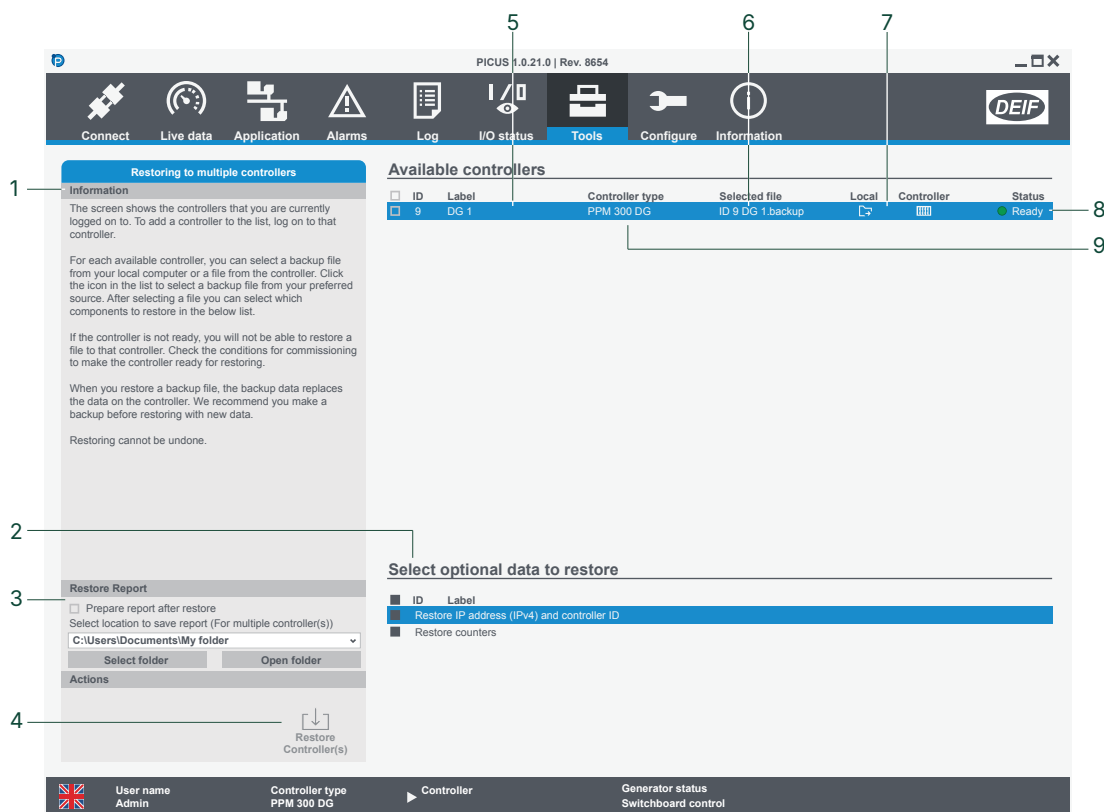 5 6 7
PICUS 1.0.21.0 | Rev. 8654
Connect Live data Application Alarms Log I/O status Tools Configure Information
DEIF
Restoring to multiple controllers
1
Information
The screen shows the controllers that you are currently
logged on to. To add a controller to the list, log on to that
controller.
For each available controller, you can select a backup file
from your local computer or a file from the controller. Click
the icon in the list to select a backup file from your preferred
source. After selecting a file you can select which
components to restore in the below list.
If the controller is not ready, you will not be able to restore a
file to that controller. Check the conditions for commissioning
to make the controller ready for restoring.
When you restore a backup file, the backup data replaces
the data on the controller. We recommend you make a
backup before restoring with new data.
Restoring cannot be undone.
Available controllers
ID Label Controller type Selected file Local Controller Status
9 DG 1 PPM 300 DG ID 9 DG 1.backup Ready
8
9
2
Select optional data to restore
ID Label
Restore IP address (IPv4) and controller ID
Restore counters
Restore Report
3
Prepare report after restore
Select location to save report (For multiple controller(s))
C:\Users\Documents\My folder
Select folder Open folder
Actions
4
Restore
Controller(s)
User name Controller type Controller Generator status
Admin PPM 300 DG Switchboard control